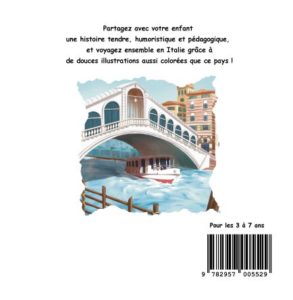 Partagez avec votre enfant
une histoire tendre, humoristique et pédagogique,
et voyagez ensemble en Italie grâce à
de douces illustrations aussi colorées que ce pays !
Pour les 3 à 7 ans
9 782957 005529